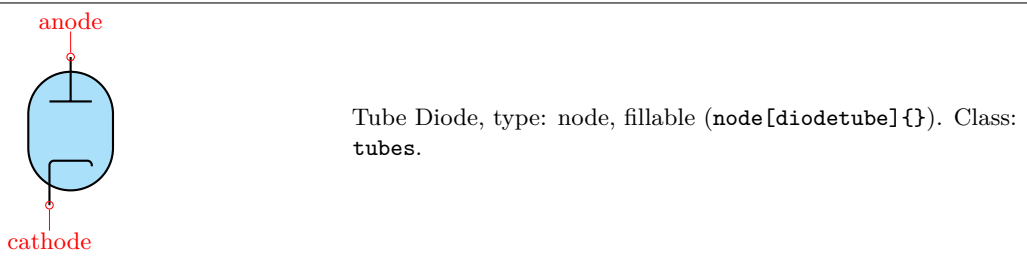 anode
Tube Diode, type: node, fillable (node[diodetube]{}). Class:
tubes.
cathode